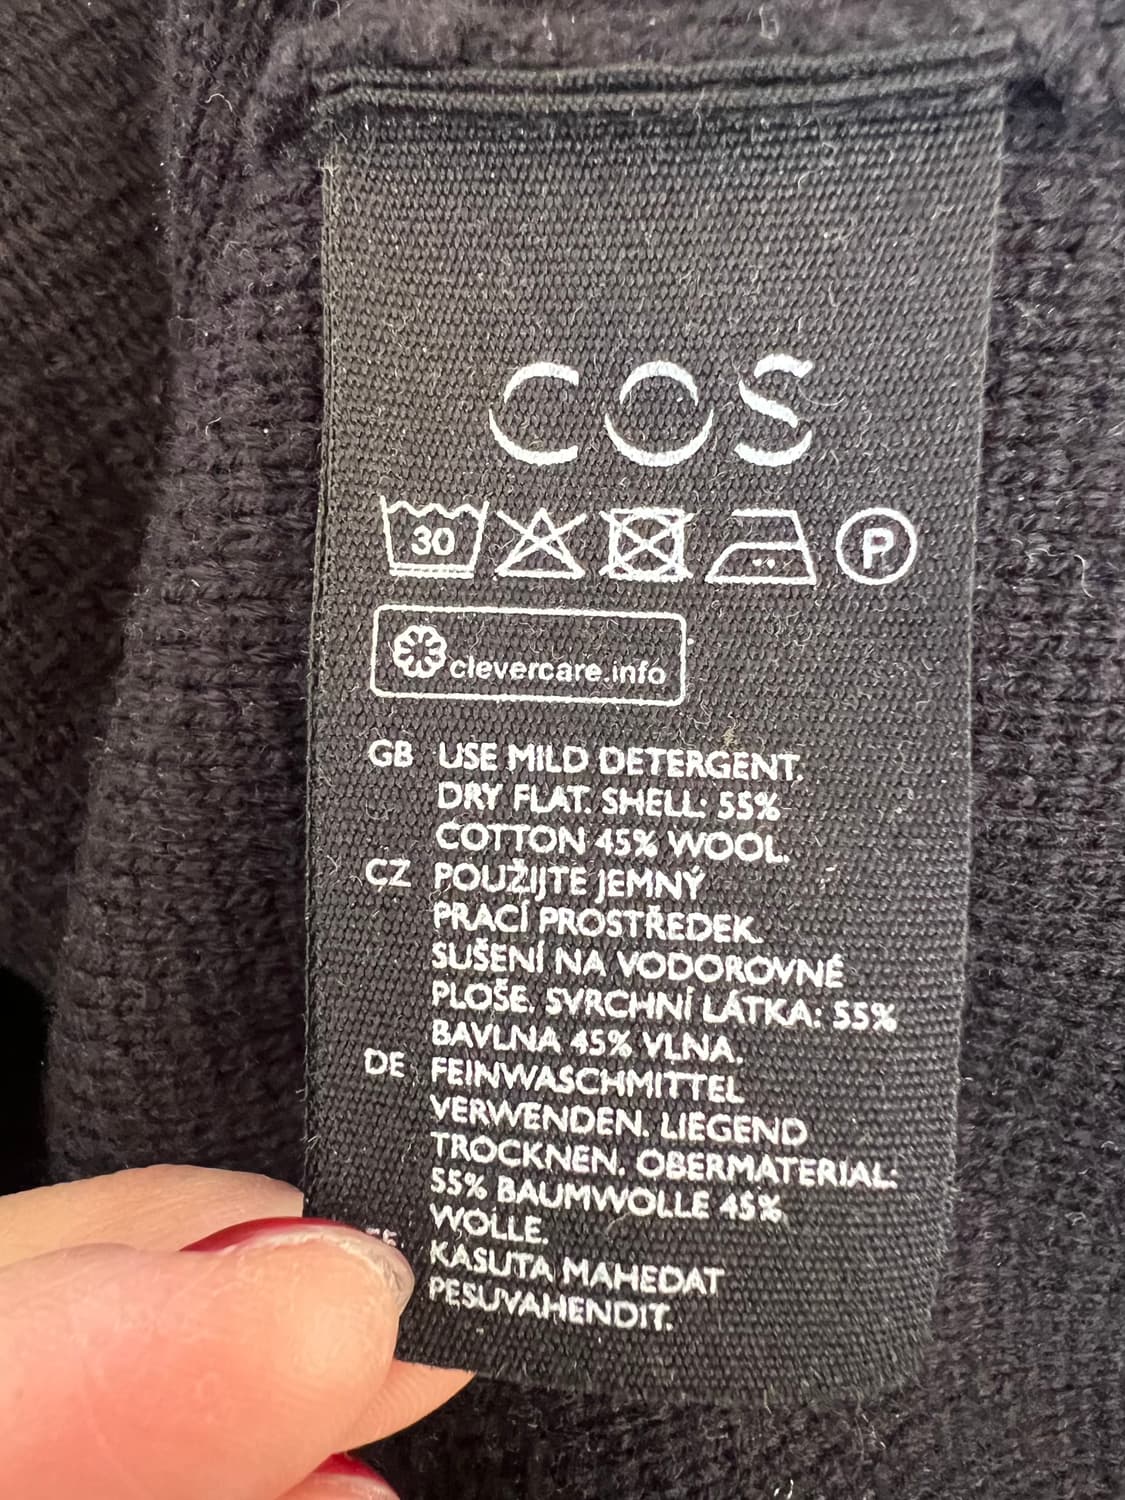 COS
30
P
clevercare.info
GB USE MILD DETERGENT.
DRY FLAT. SHELL: 55%
COTTON 45% WOOL.
CZ POUŽIJTE JEMNÝ
PRACÍ PROSTŘEDEK.
SUŠENÍ NA VODOROVNÉ
PLOŠE. SVRCHNÍ LÁTKA: 55%
BAVLNA 45% VLNA.
DE FEINWASCHMITTEL
VERWENDEN. LIEGEND
TROCKNEN. OBERMATERIAL:
55% BAUMWOLLE 45%
WOLLE.
KASUTA MAHEDAT
PESUVAHENDIT.